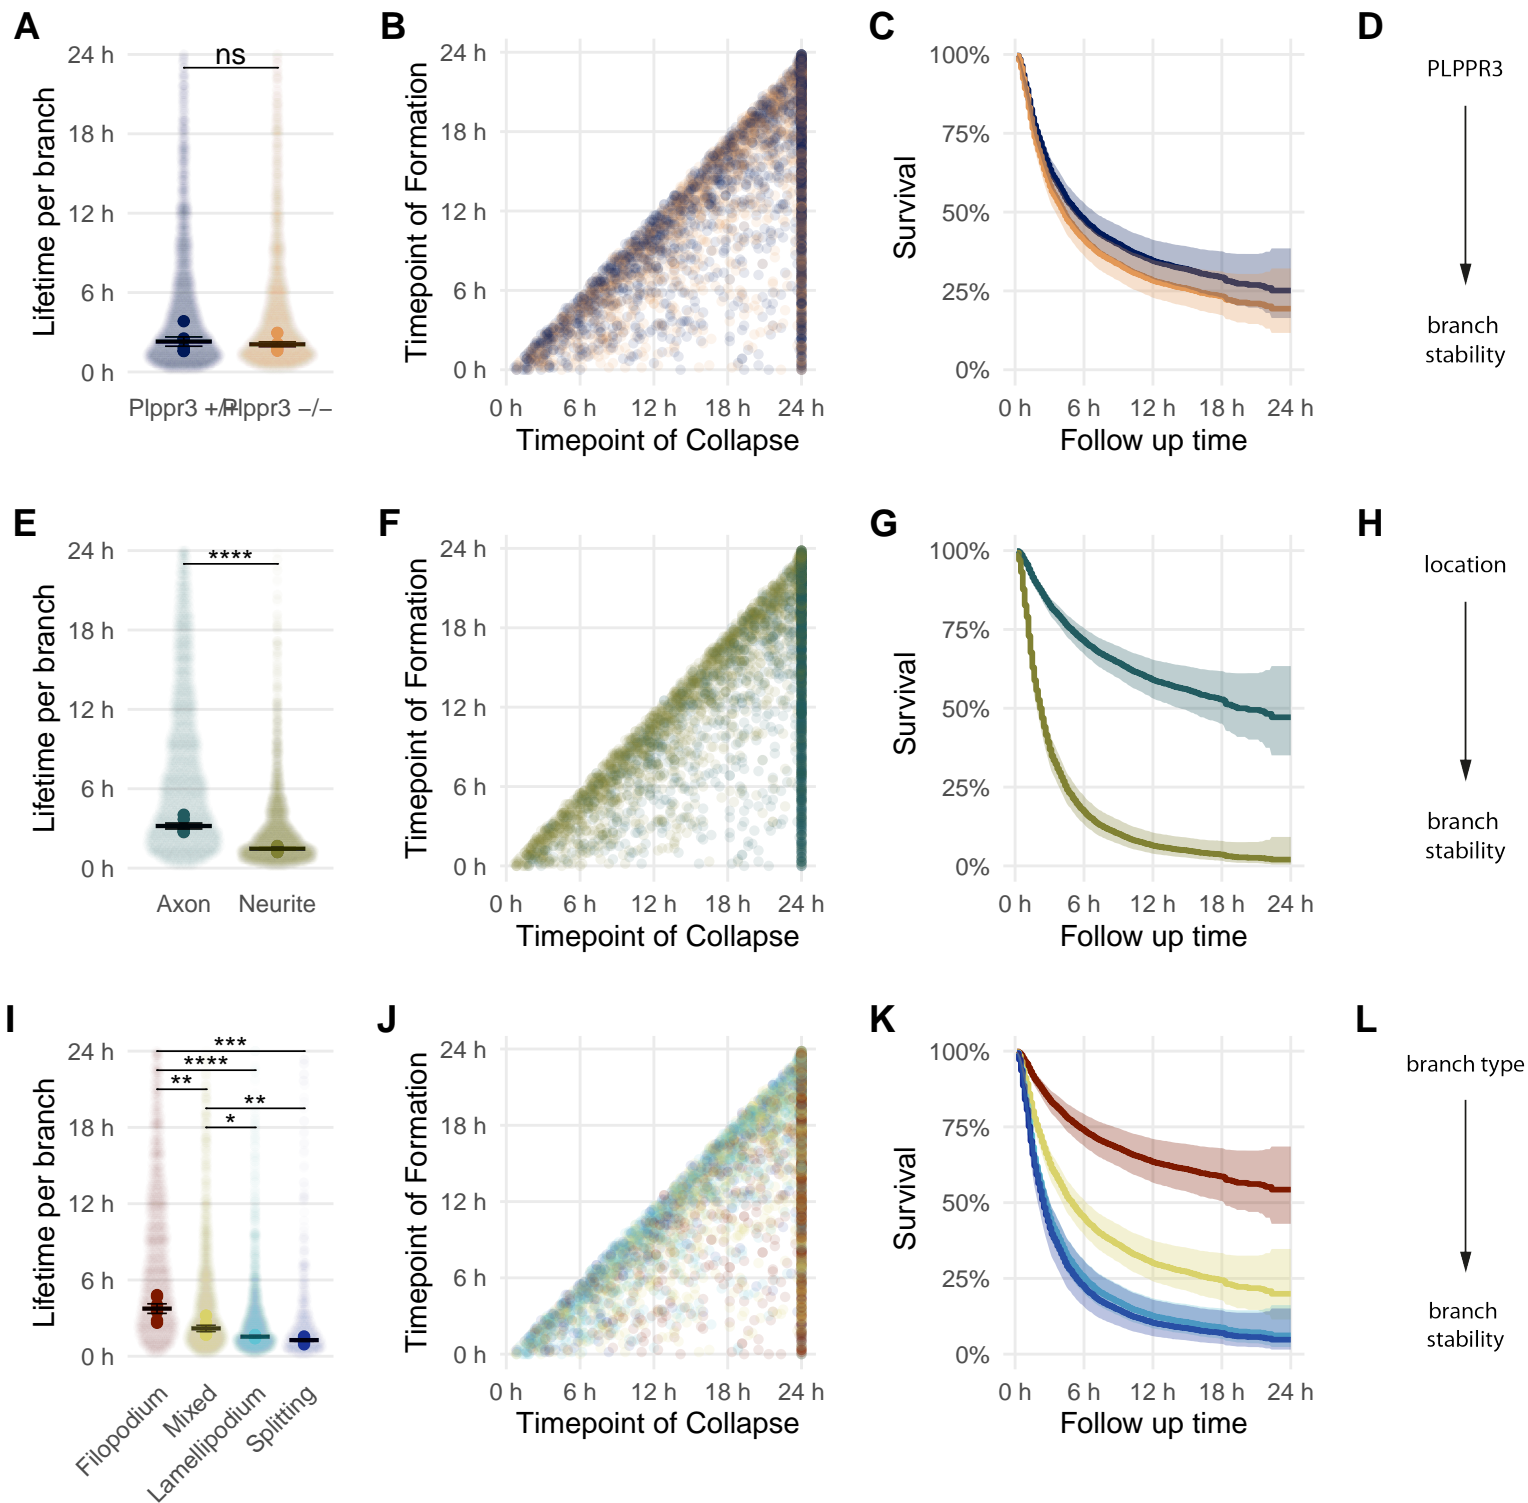 A
B
C
D
24 h
18 h
12 h
6 h
0 h
Lifetime per branch
ns
Plppr3 +/+
Plppr3 −/−
24 h
18 h
12 h
6 h
0 h
Timepoint of Formation
0 h 6 h 12 h 18 h 24 h
Timepoint of Collapse
100%
75%
50%
25%
0%
Survival
0 h 6 h 12 h 18 h 24 h
Follow up time
PLPPR3
branch
stability
E
F
G
H
24 h
18 h
12 h
6 h
0 h
Lifetime per branch
****
Axon Neurite
24 h
18 h
12 h
6 h
0 h
Timepoint of Formation
0 h 6 h 12 h 18 h 24 h
Timepoint of Collapse
100%
75%
50%
25%
0%
Survival
0 h 6 h 12 h 18 h 24 h
Follow up time
location
branch
stability
I
J
K
L
24 h
18 h
12 h
6 h
0 h
Lifetime per branch
***
****
**
**
*
Filopodium
Mixed
Lamellipodium
Splitting
24 h
18 h
12 h
6 h
0 h
Timepoint of Formation
0 h 6 h 12 h 18 h 24 h
Timepoint of Collapse
100%
75%
50%
25%
0%
Survival
0 h 6 h 12 h 18 h 24 h
Follow up time
branch type
branch
stability